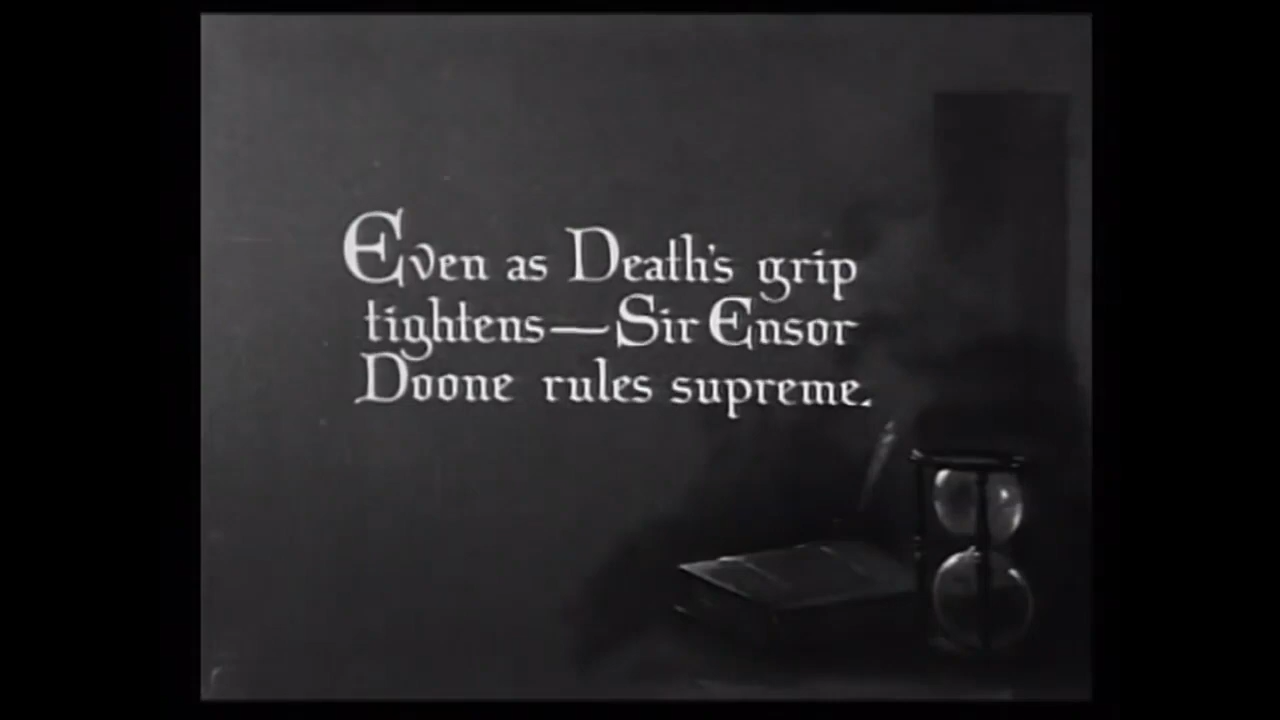 Even as Death's grip
tightens—Sir Ensor
Doone rules supreme.